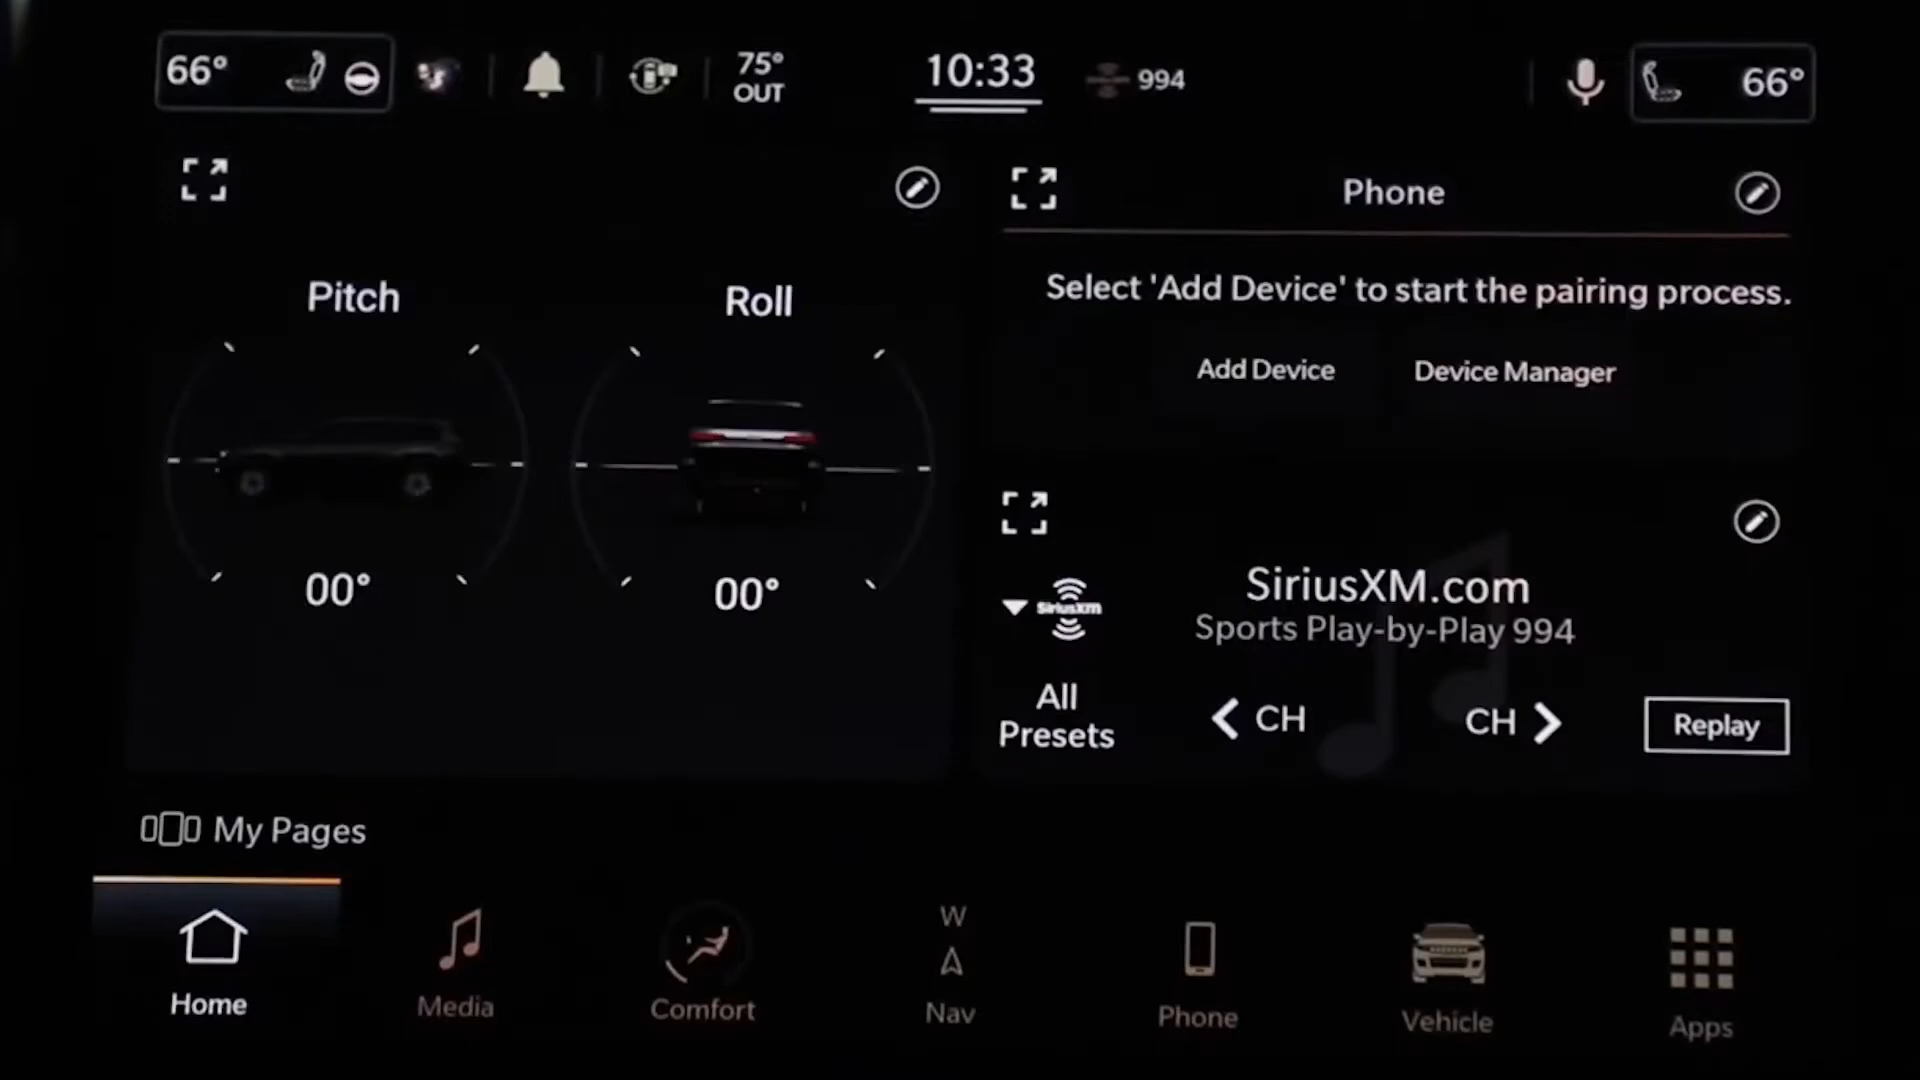 66°
75°
OUT
10:33
994
66°
Phone
Select 'Add Device' to start the pairing process.
Add Device
Device Manager
Pitch
Roll
00°
00°
SiriusXM
SiriusXM.com
Sports Play-by-Play 994
All
Presets
CH
CH
Replay
My Pages
Home
Media
Comfort
W
Nav
Phone
Vehicle
Apps